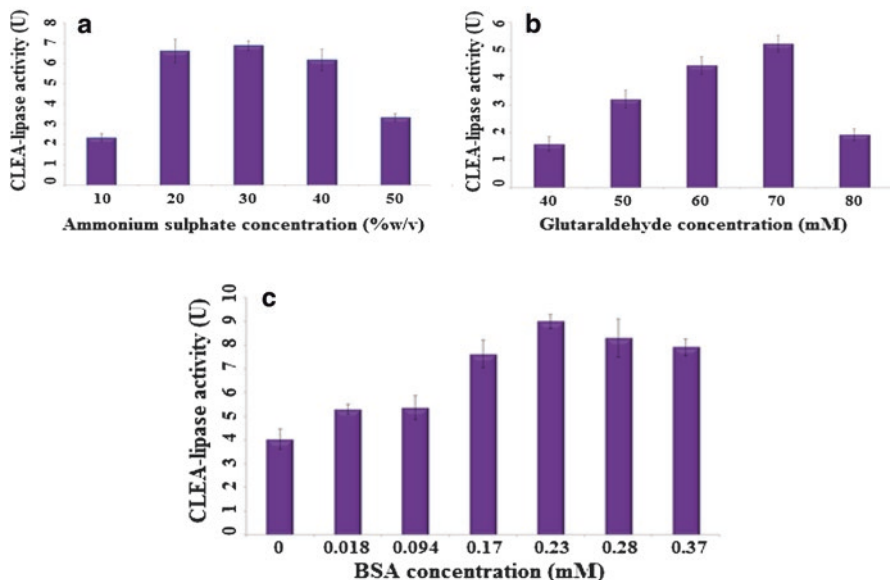 a
CLEA-lipase activity (U)
8
7
6
5
4
3
2
1
0
10 20 30 40 50
Ammonium sulphate concentration (%w/v)
b
CLEA-lipase activity (U)
6
5
4
3
2
1
0
40 50 60 70 80
Glutaraldehyde concentration (mM)
c
CLEA-lipase activity (U)
10
9
8
7
6
5
4
3
2
1
0
0 0.018 0.094 0.17 0.23 0.28 0.37
BSA concentration (mM)